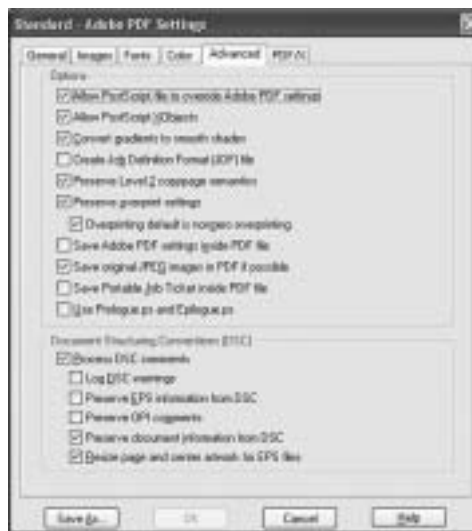 Standard - Adobe PDF Settings
General Images Fonts Color Advanced PDF/X
Options
Allow PostScript file to override Adobe PDF settings
Allow PostScript XObjects
Convert gradients to smooth shades
Create Job Definition Format (JDF) file
Preserve Level 2 copypage semantics
Preserve overprint settings
Overprinting default is nonzero overprinting
Save Adobe PDF settings inside PDF file
Save original JPEG images in PDF if possible
Save Portable Job Ticket inside PDF file
Use Prologue.ps and Epilogue.ps
Document Structuring Conventions (DSC)
Process DSC comments
Log DSC warnings
Preserve EPS information from DSC
Preserve OPI comments
Preserve document information from DSC
Resize page and center artwork for EPS files
Save As... OK Cancel Help